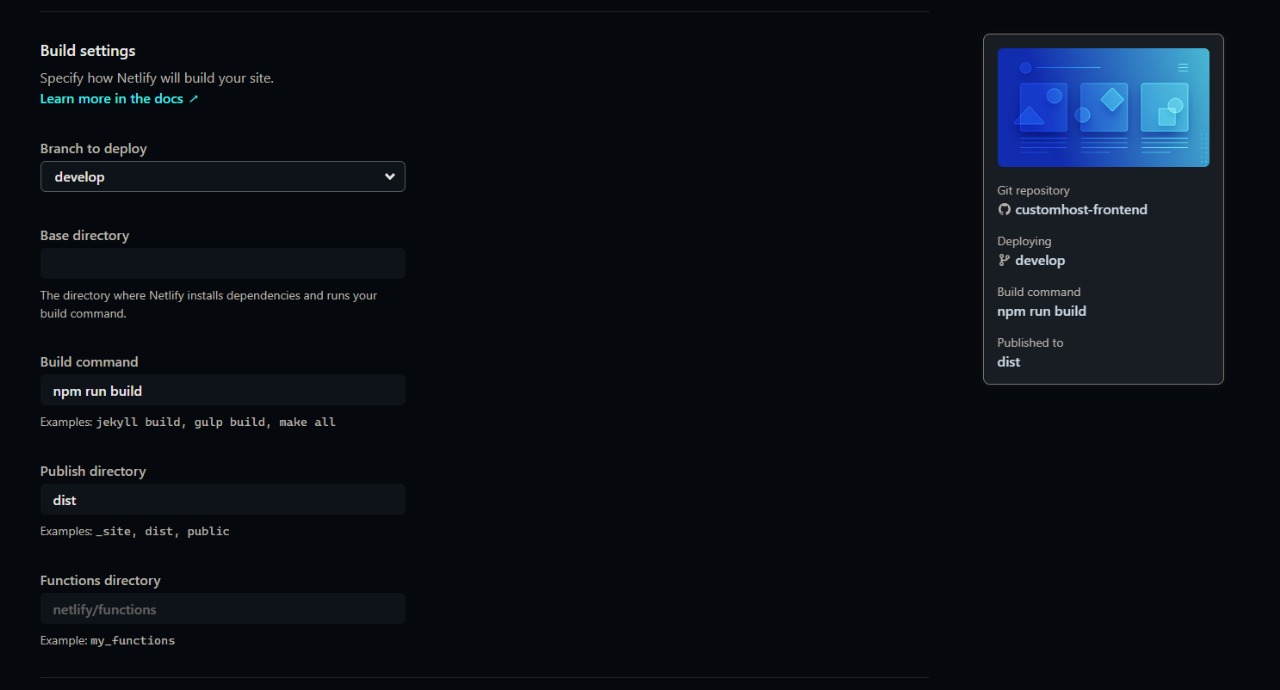 Build settings
Specify how Netlify will build your site.
Learn more in the docs ↗
Branch to deploy
develop
Base directory
The directory where Netlify installs dependencies and runs your
build command.
Build command
npm run build
Examples: jekyll build, gulp build, make all
Publish directory
dist
Examples: _site, dist, public
Functions directory
netlify/functions
Example: my_functions
Git repository
customhost-frontend
Deploying
develop
Build command
npm run build
Published to
dist